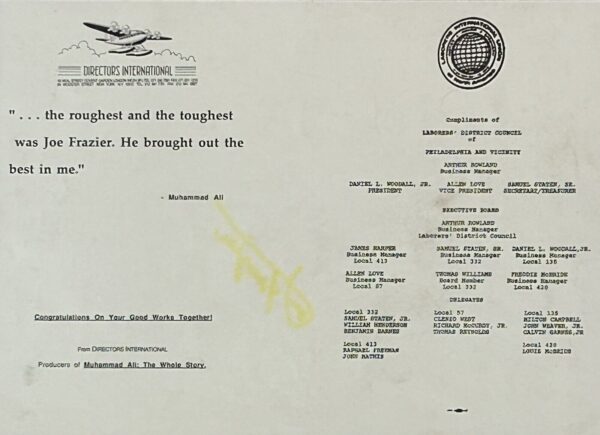 DIRECTORS INTERNATIONAL
" . . . the roughest and the toughest
was Joe Frazier. He brought out the
best in me."
- Muhammad Ali
Congratulations On Your Good Works Together!
From DIRECTORS INTERNATIONAL
Producers of Muhammad Ali: The Whole Story.
LABORERS' INTERNATIONAL UNION
Compliments of
LABORERS' DISTRICT COUNCIL
of
PHILADELPHIA AND VICINITY
ARTHUR ROWLAND
Business Manager
DANIEL L. WOODALL, JR. ALLEN LOVE SAMUEL STATEN, SR.
PRESIDENT VICE PRESIDENT SECRETARY/TREASURER
EXECUTIVE BOARD
ARTHUR ROWLAND
Business Manager
Laborers' District Council
JAMES HARPER SAMUEL STATEN, SR. DANIEL L. WOODALL,JR.
Business Manager Business Manager Business Manager
Local 413 Local 332 Local 135
ALLEN LOVE THOMAS WILLIAMS FREDDIE McBRIDE
Business Manager Board Member Business Manager
Local 57 Local 332 Local 420
DELEGATES
Local 332 Local 57 Local 135
SAMUEL STATEN, JR. CLENZO WEST HILTON CAMPBELL
WILLIAM HENDERSON RICHARD McCURDY, JR. JOHN WEAVER, JR.
BENJAMIN BARNES THOMAS REYNOLDS CALVIN GARNES,JR
Local 413 Local 420
RAPHAEL FREEMAN LOUIS McBRIDE
JOHN MATHIS